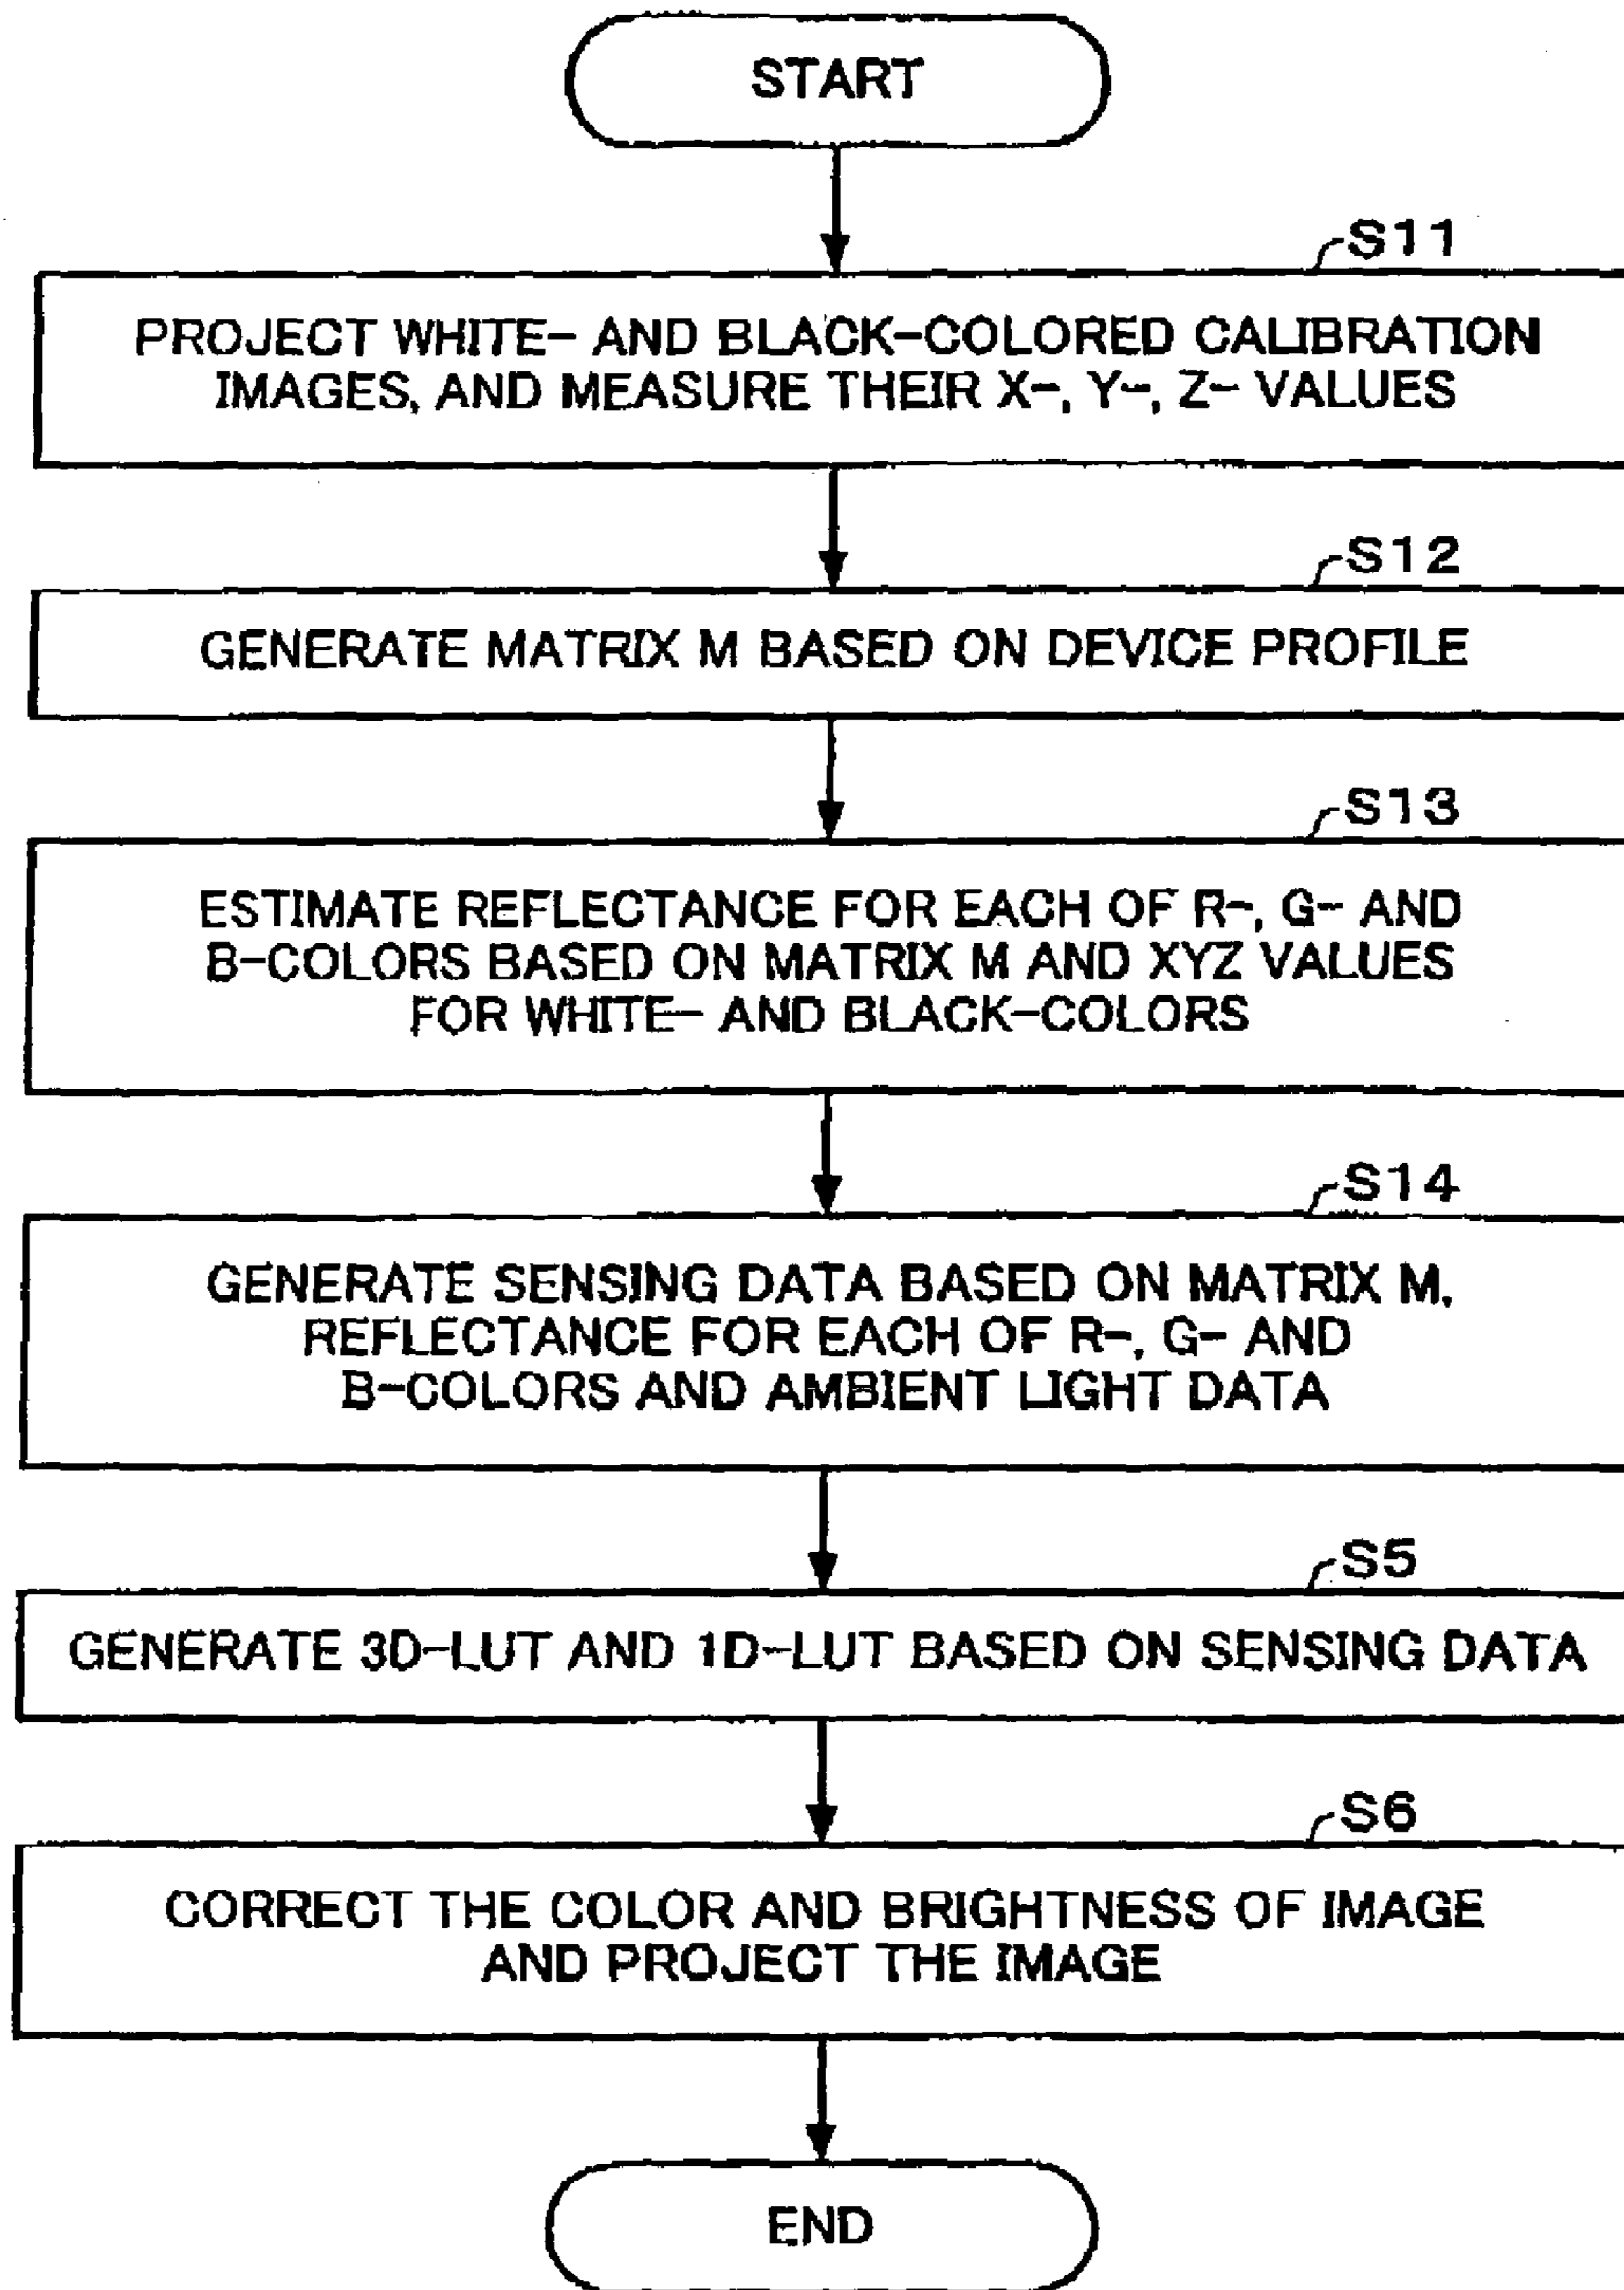 START
S11
PROJECT WHITE- AND BLACK-COLORED CALIBRATION
IMAGES, AND MEASURE THEIR X-, Y-, Z- VALUES
S12
GENERATE MATRIX M BASED ON DEVICE PROFILE
S13
ESTIMATE REFLECTANCE FOR EACH OF R-, G- AND
B-COLORS BASED ON MATRIX M AND XYZ VALUES
FOR WHITE- AND BLACK-COLORS
S14
GENERATE SENSING DATA BASED ON MATRIX M,
REFLECTANCE FOR EACH OF R-, G- AND
B-COLORS AND AMBIENT LIGHT DATA
S5
GENERATE 3D-LUT AND 1D-LUT BASED ON SENSING DATA
S6
CORRECT THE COLOR AND BRIGHTNESS OF IMAGE
AND PROJECT THE IMAGE
END